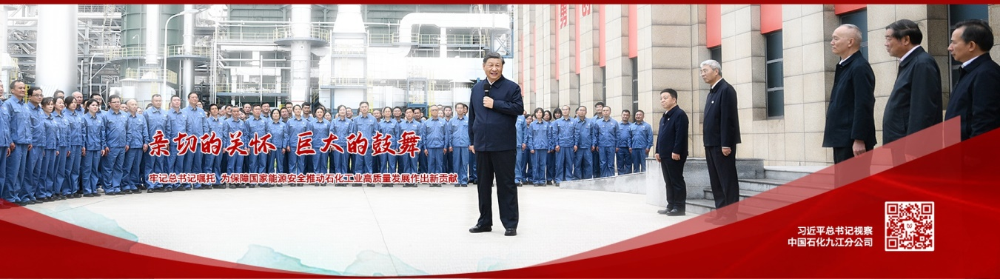 亲切的关怀 巨大的鼓舞
牢记总书记嘱托 为保障国家能源安全推动石化工业高质量发展作出新贡献
习近平总书记视察
中国石化九江分公司